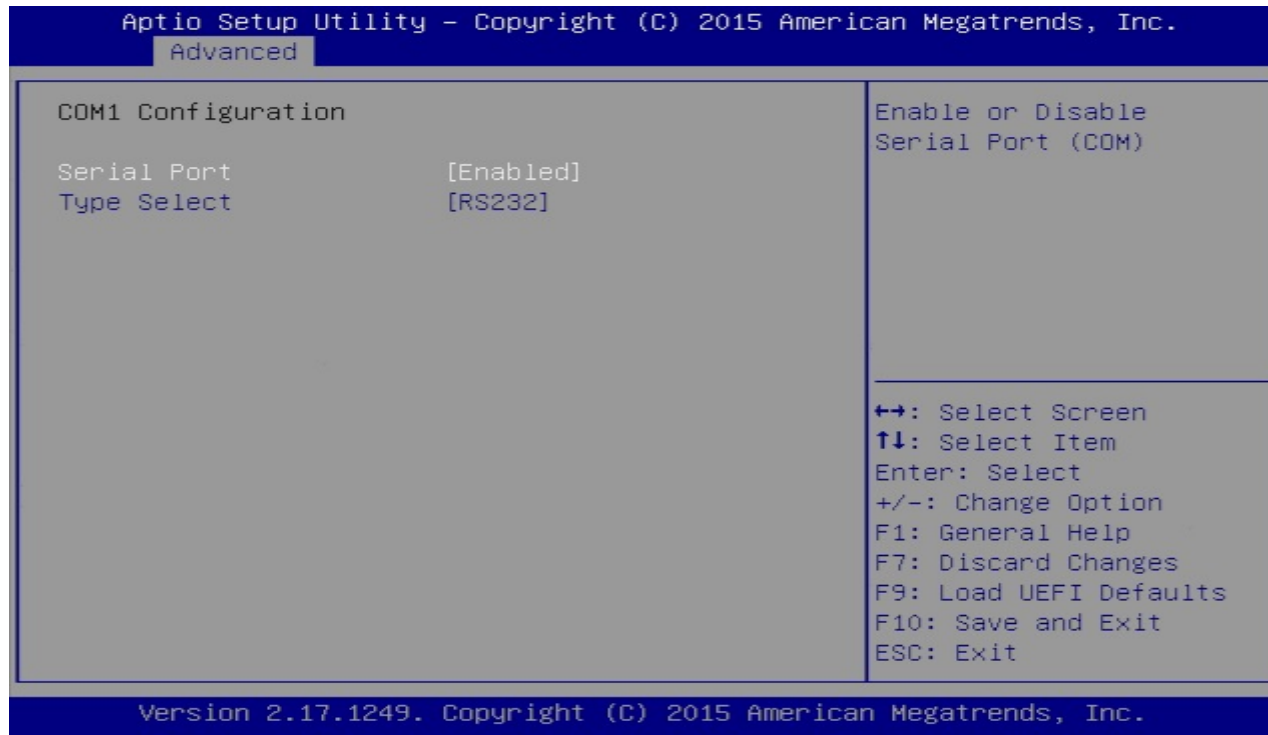 Aptio Setup Utility – Copyright (C) 2015 American Megatrends, Inc.
Advanced
COM1 Configuration
Serial Port [Enabled]
Type Select [RS232]
Enable or Disable
Serial Port (COM)
←→: Select Screen
↑↓: Select Item
Enter: Select
+/-: Change Option
F1: General Help
F7: Discard Changes
F9: Load UEFI Defaults
F10: Save and Exit
ESC: Exit
Version 2.17.1249. Copyright (C) 2015 American Megatrends, Inc.